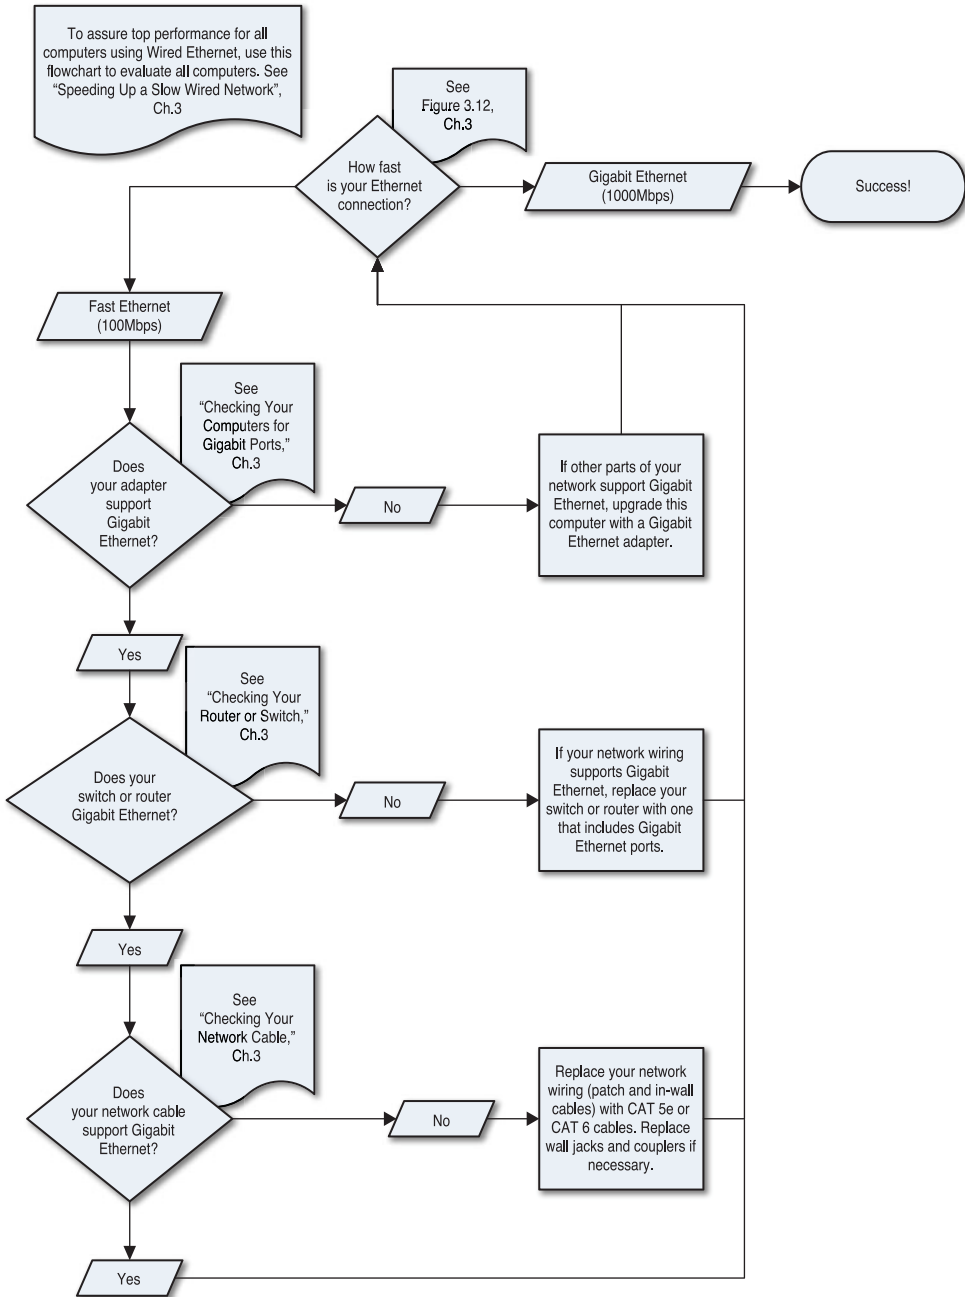 To assure top performance for all
computers using Wired Ethernet, use this
flowchart to evaluate all computers. See
“Speeding Up a Slow Wired Network”,
Ch.3
See
Figure 3.12,
Ch.3
How fast
is your Ethernet
connection?
Gigabit Ethernet
(1000Mbps)
Success!
Fast Ethernet
(100Mbps)
See
“Checking Your
Computers for
Gigabit Ports,”
Ch.3
Does
your adapter
support
Gigabit
Ethernet?
No
If other parts of your
network support Gigabit
Ethernet, upgrade this
computer with a Gigabit
Ethernet adapter.
Yes
See
“Checking Your
Router or Switch,”
Ch.3
Does your
switch or router
Gigabit Ethernet?
No
If your network wiring
supports Gigabit
Ethernet, replace your
switch or router with one
that includes Gigabit
Ethernet ports.
Yes
See
“Checking Your
Network Cable,”
Ch.3
Does
your network cable
support Gigabit
Ethernet?
No
Replace your network
wiring (patch and in-wall
cables) with CAT 5e or
CAT 6 cables. Replace
wall jacks and couplers if
necessary.
Yes